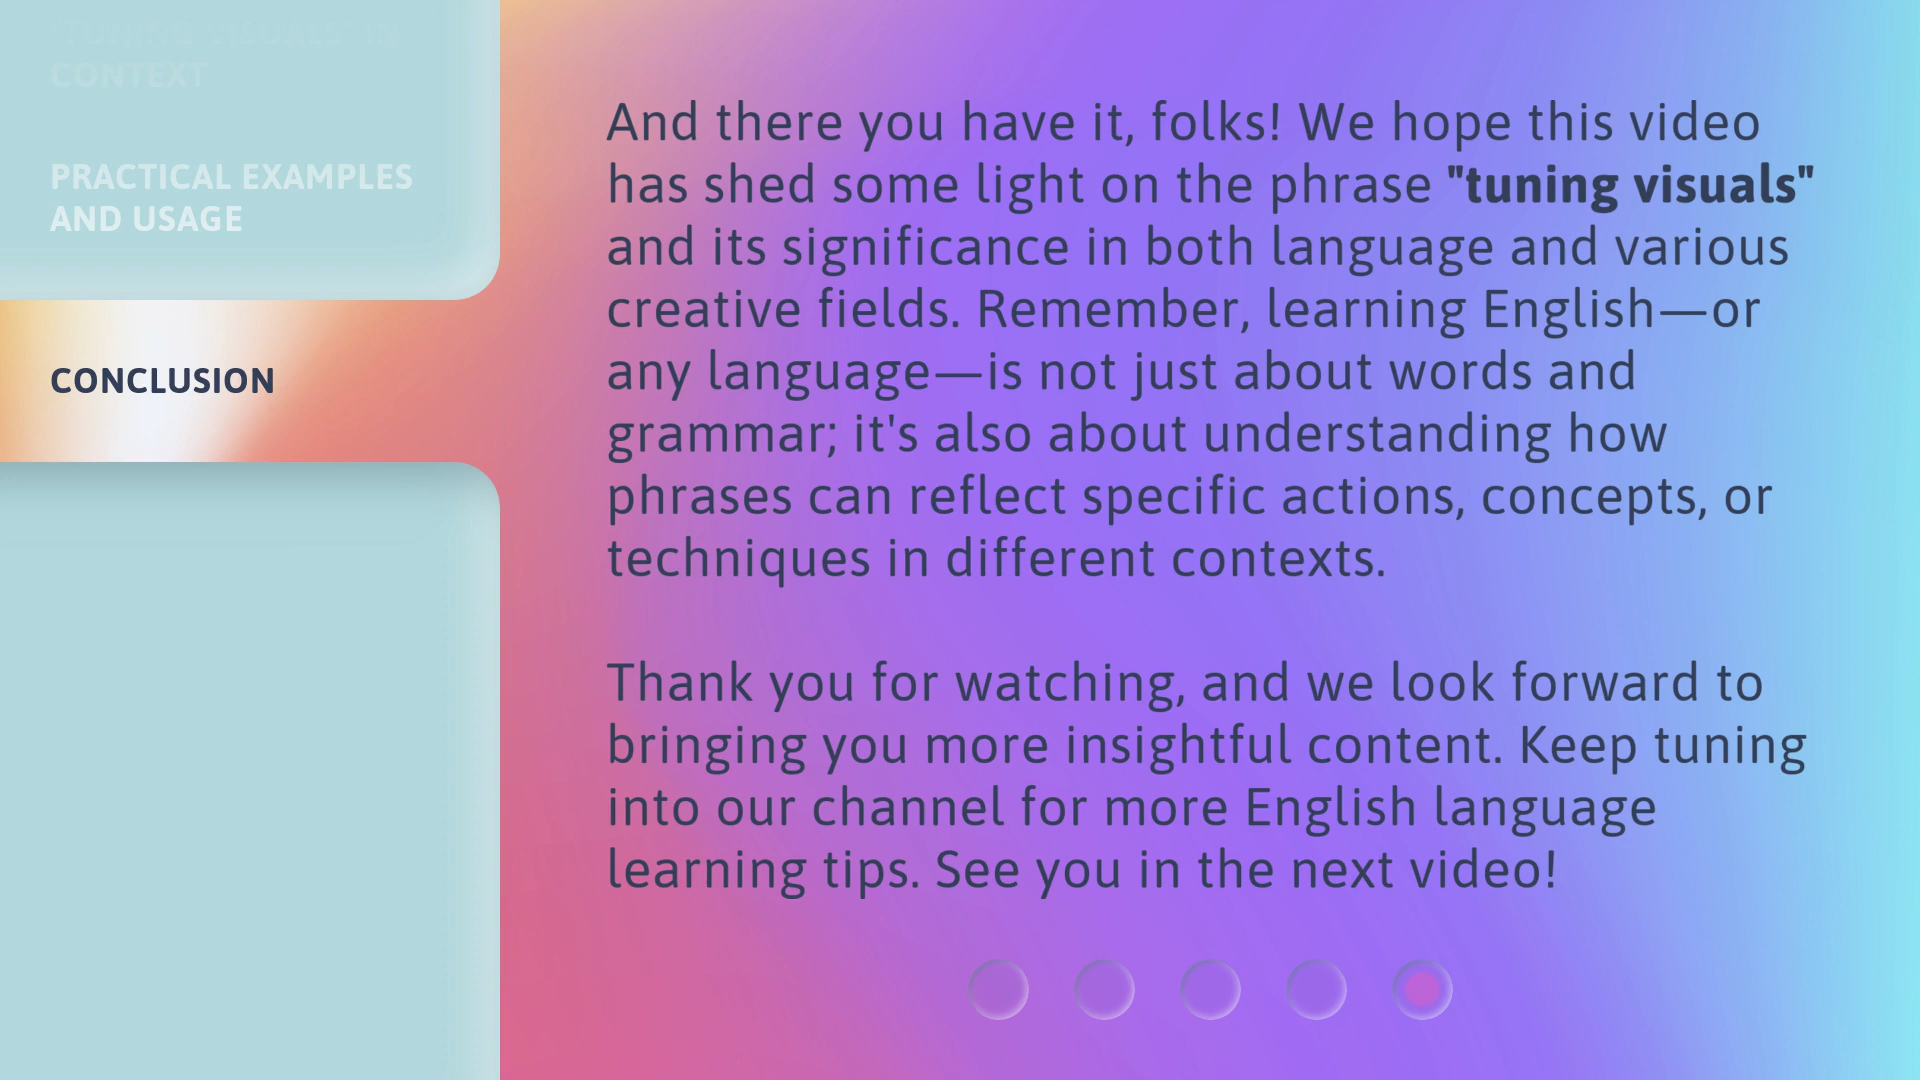 "TUNING VISUALS" IN
CONTEXT
PRACTICAL EXAMPLES
AND USAGE
CONCLUSION
And there you have it, folks! We hope this video
has shed some light on the phrase "tuning visuals"
and its significance in both language and various
creative fields. Remember, learning English—or
any language—is not just about words and
grammar; it's also about understanding how
phrases can reflect specific actions, concepts, or
techniques in different contexts.
Thank you for watching, and we look forward to
bringing you more insightful content. Keep tuning
into our channel for more English language
learning tips. See you in the next video!